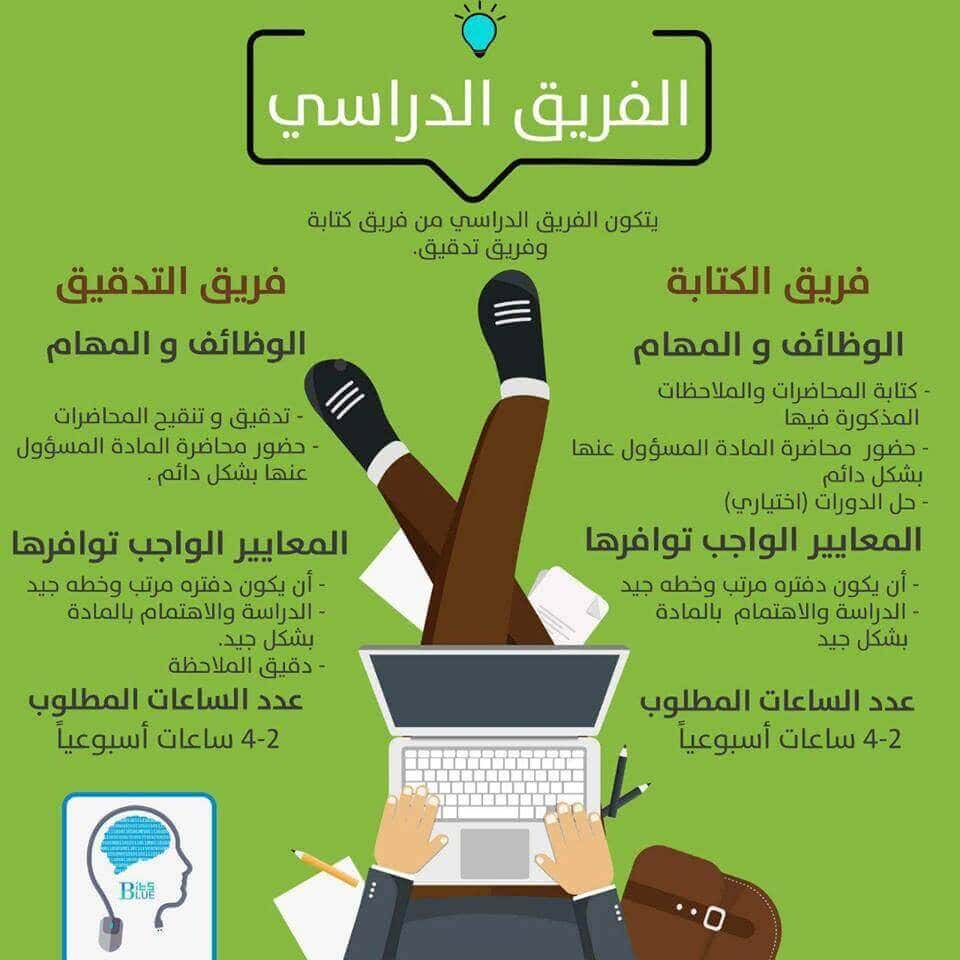 الفريق الدراسي
يتكون الفريق الدراسي من فريق كتابة
وفريق تدقيق.
فريق الكتابة
الوظائف و المهام
- كتابة المحاضرات والملاحظات
المذكورة فيها
- حضور محاضرة المادة المسؤول عنها
بشكل دائم
- حل الدورات (اختياري)
المعايير الواجب توافرها
- أن يكون دفتره مرتب وخطه جيد
- الدراسة والاهتمام بالمادة
بشكل جيد
عدد الساعات المطلوب
4-2 ساعات أسبوعياً
فريق التدقيق
الوظائف و المهام
- تدقيق و تنقيح المحاضرات
- حضور محاضرة المادة المسؤول
عنها بشكل دائم .
المعايير الواجب توافرها
- أن يكون دفتره مرتب وخطه جيد
- الدراسة والاهتمام بالمادة
بشكل جيد.
- دقيق الملاحظة
عدد الساعات المطلوب
4-2 ساعات أسبوعياً
Bits
BLUE